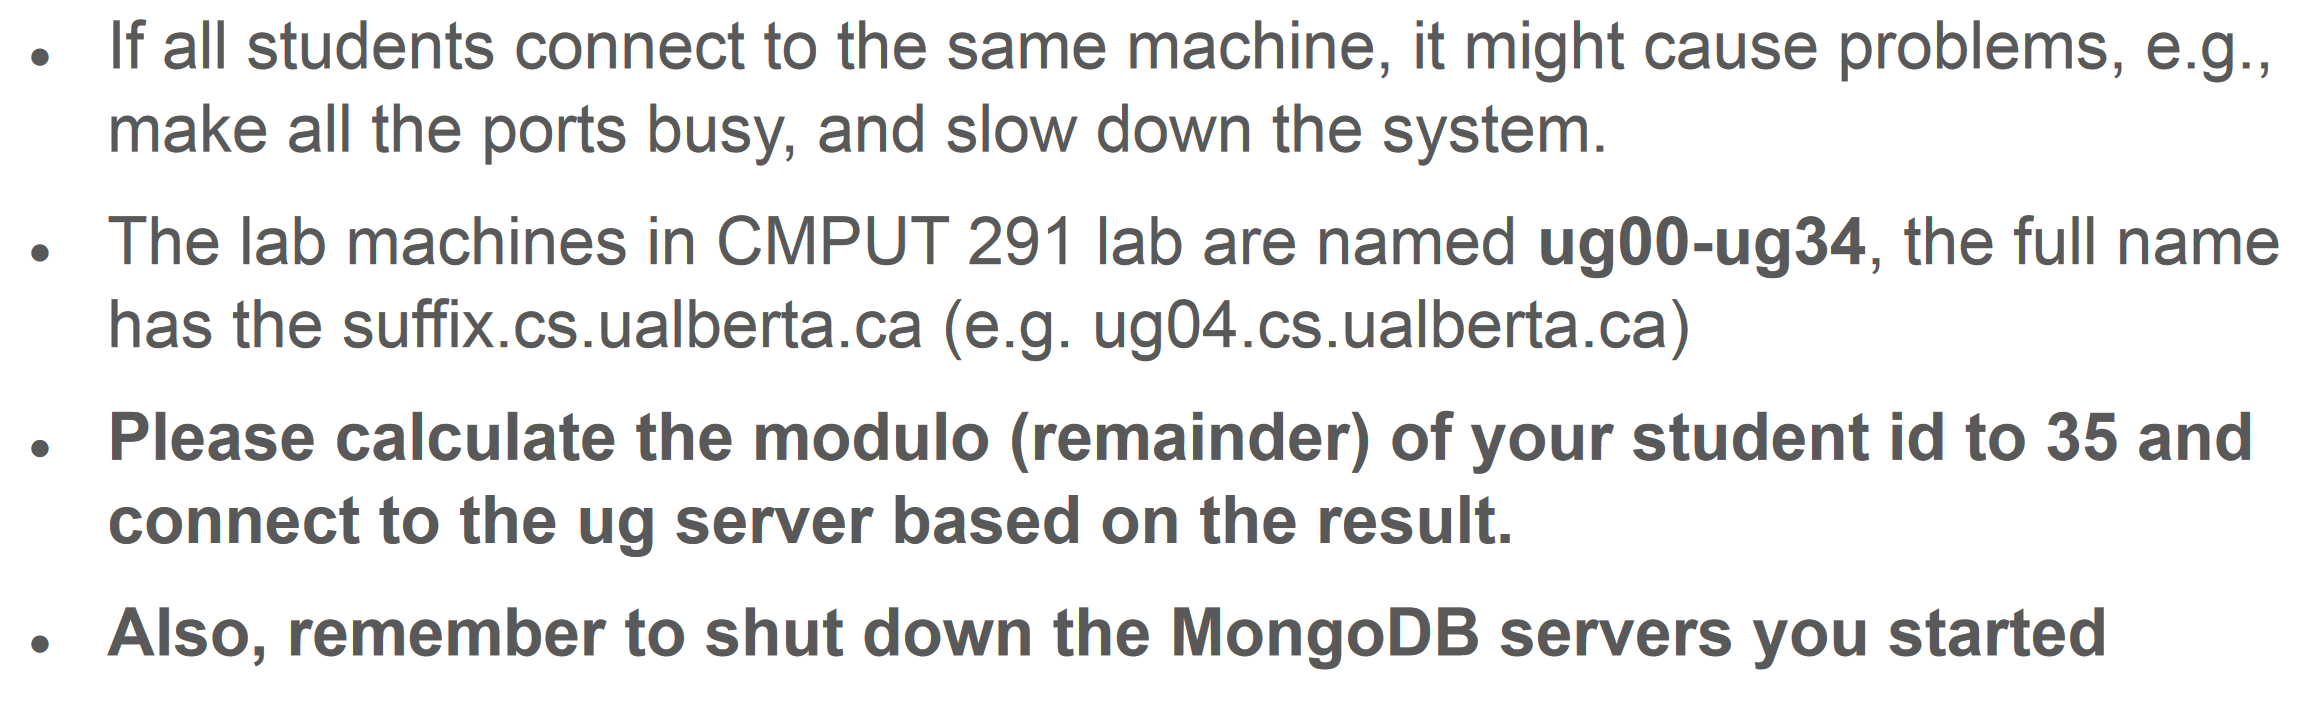 • If all students connect to the same machine, it might cause problems, e.g.,
make all the ports busy, and slow down the system.
• The lab machines in CMPUT 291 lab are named ug00-ug34, the full name
has the suffix.cs.ualberta.ca (e.g. ug04.cs.ualberta.ca)
• Please calculate the modulo (remainder) of your student id to 35 and
connect to the ug server based on the result.
• Also, remember to shut down the MongoDB servers you started